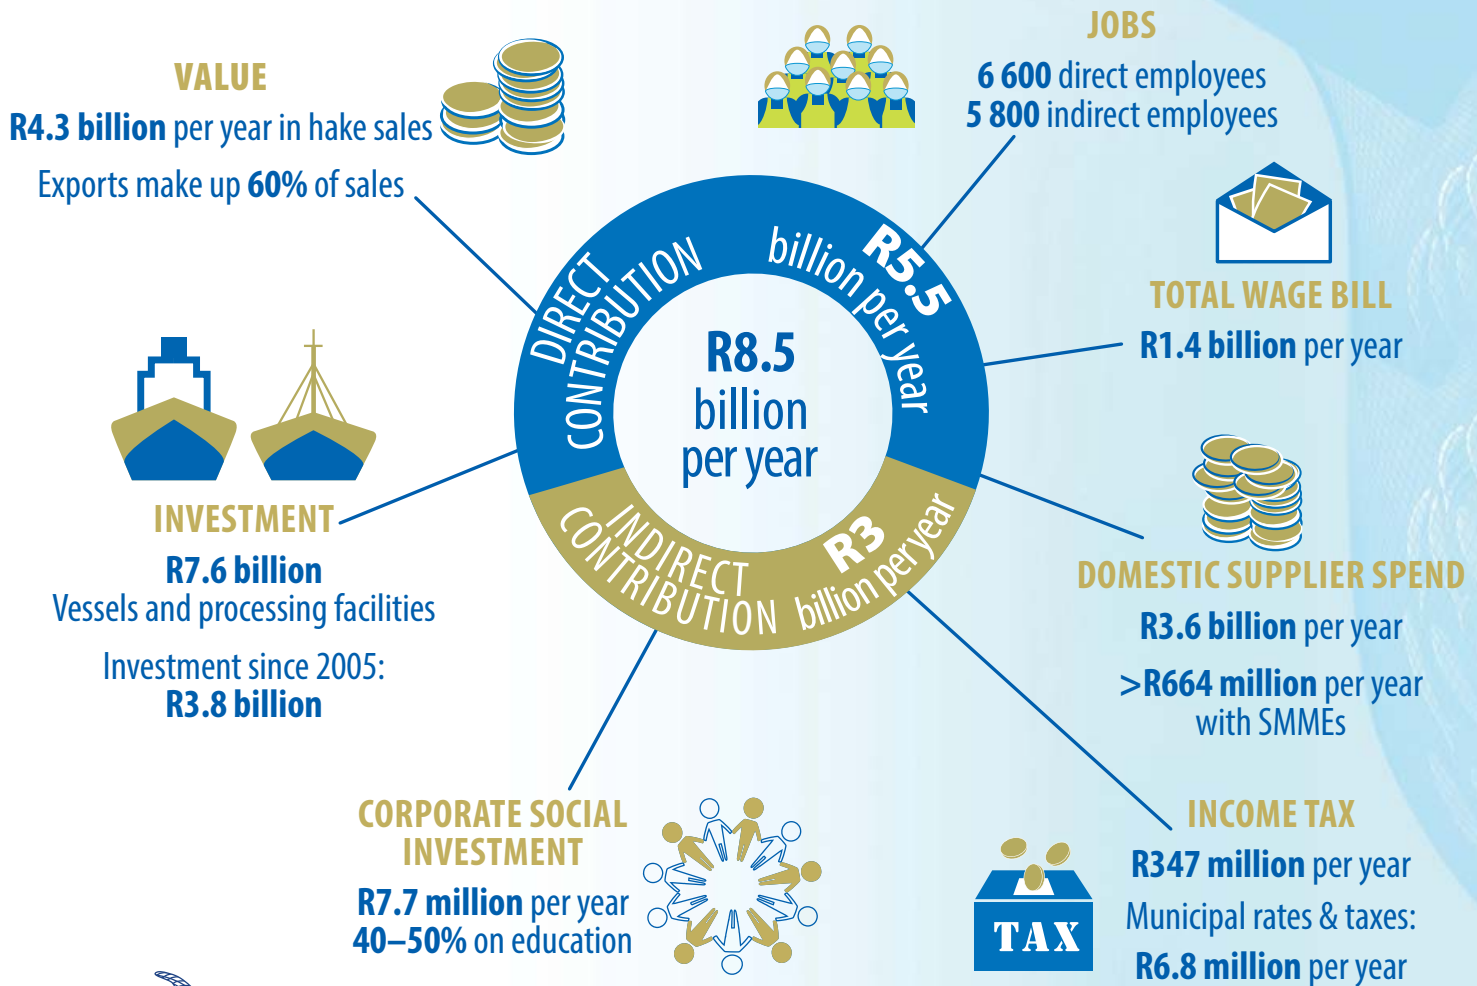 VALUE
R4.3 billion per year in hake sales
Exports make up 60% of sales
JOBS
6 600 direct employees
5 800 indirect employees
TOTAL WAGE BILL
R1.4 billion per year
DIRECT
CONTRIBUTION
R5.5
billion per year
R8.5
billion
per year
INDIRECT
CONTRIBUTION
R3
billion per year
INVESTMENT
R7.6 billion
Vessels and processing facilities
Investment since 2005:
R3.8 billion
DOMESTIC SUPPLIER SPEND
R3.6 billion per year
>R664 million per year
with SMMEs
CORPORATE SOCIAL
INVESTMENT
R7.7 million per year
40–50% on education
TAX
INCOME TAX
R347 million per year
Municipal rates & taxes:
R6.8 million per year